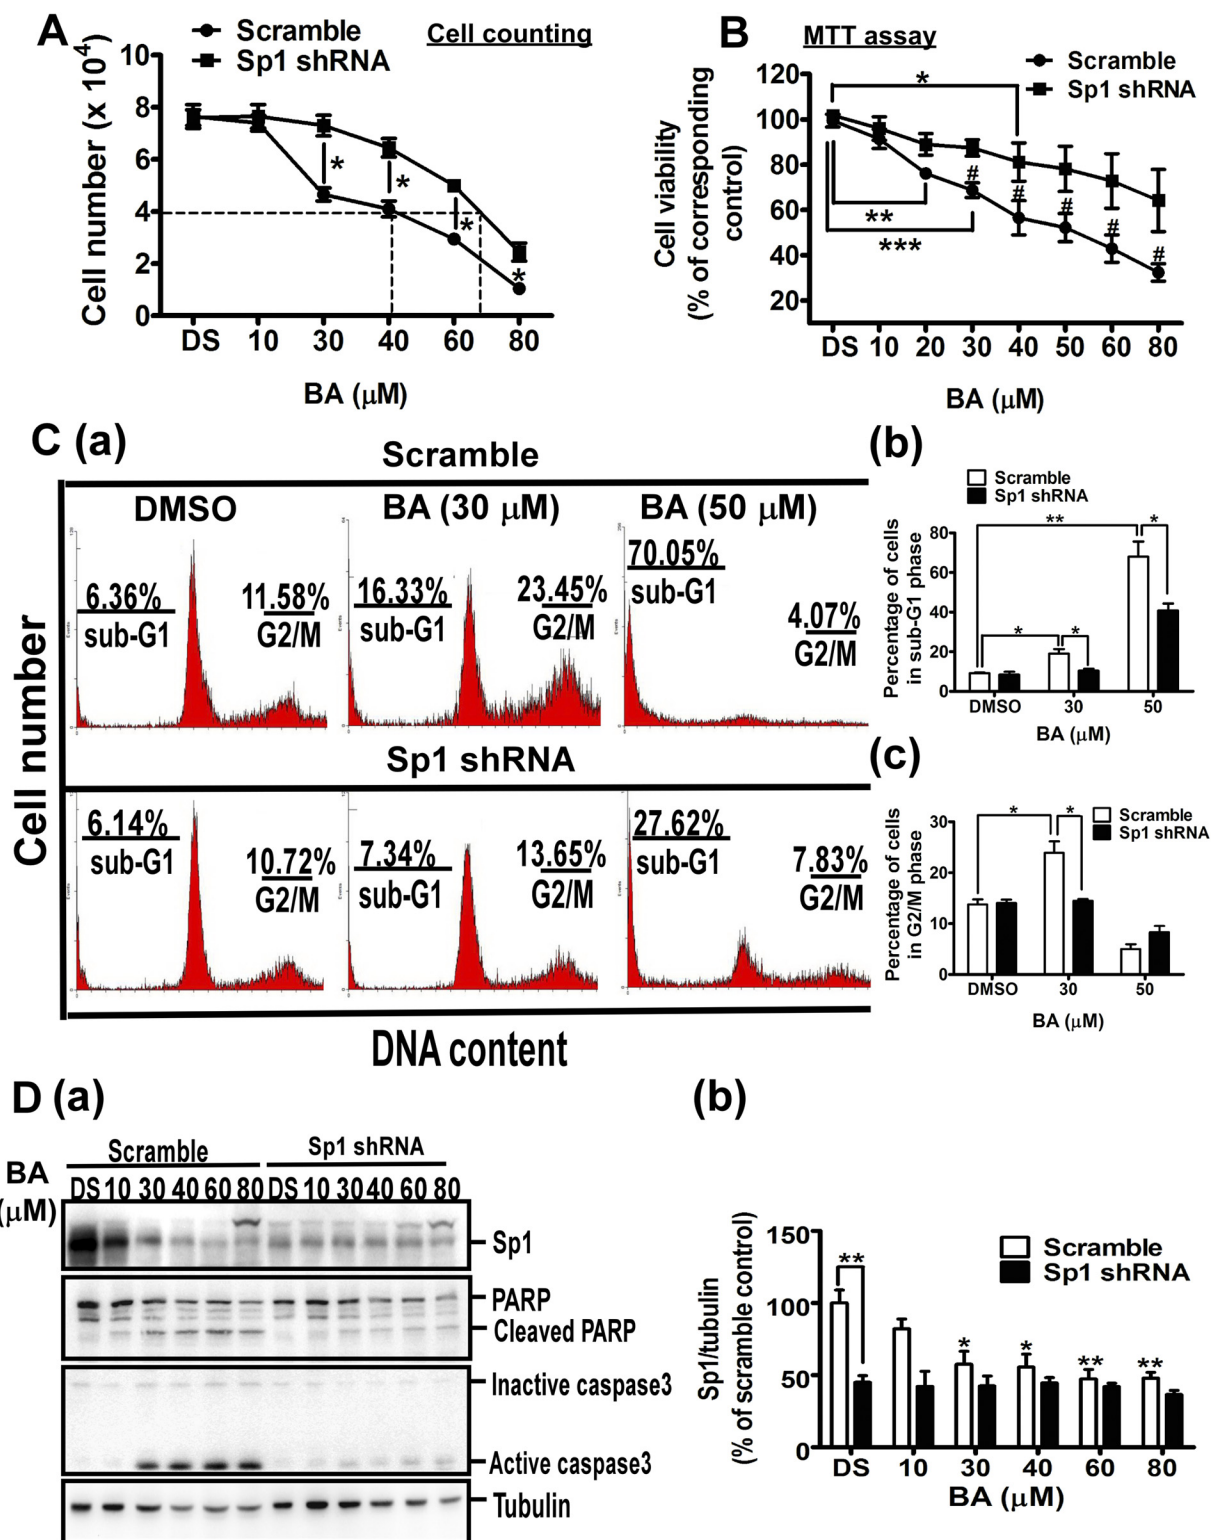 A
Scramble
Sp1 shRNA
Cell counting
Cell number (x 10⁴)
10
8
6
4
2
0
*
*
*
*
DS 10 30 40 60 80
BA (µM)
B
MTT assay
Scramble
Sp1 shRNA
Cell viability
(% of corresponding
control)
120
100
80
60
40
20
*
**
***
# # # # #
DS 10 20 30 40 50 60 80
BA (µM)
C (a)
Scramble
DMSO BA (30 µM) BA (50 µM)
6.36%
sub-G1
11.58%
G2/M
16.33%
sub-G1
23.45%
G2/M
70.05%
sub-G1
4.07%
G2/M
Cell number
Sp1 shRNA
6.14%
sub-G1
10.72%
G2/M
7.34%
sub-G1
13.65%
G2/M
27.62%
sub-G1
7.83%
G2/M
DNA content
(b)
Scramble
Sp1 shRNA
Percentage of cells
in sub-G1 phase
80
60
40
20
0
** *
* *
DMSO 30 50
BA (µM)
(c)
Scramble
Sp1 shRNA
Percentage of cells
in G2/M phase
30
20
10
0
* *
DMSO 30 50
BA (µM)
D (a)
Scramble Sp1 shRNA
BA
(µM)
DS 10 30 40 60 80 DS 10 30 40 60 80
Sp1
PARP
Cleaved PARP
Inactive caspase3
Active caspase3
Tubulin
(b)
Scramble
Sp1 shRNA
Sp1/tubulin
(% of scramble control)
150
100
50
0
**
* * ** **
DS 10 30 40 60 80
BA (µM)